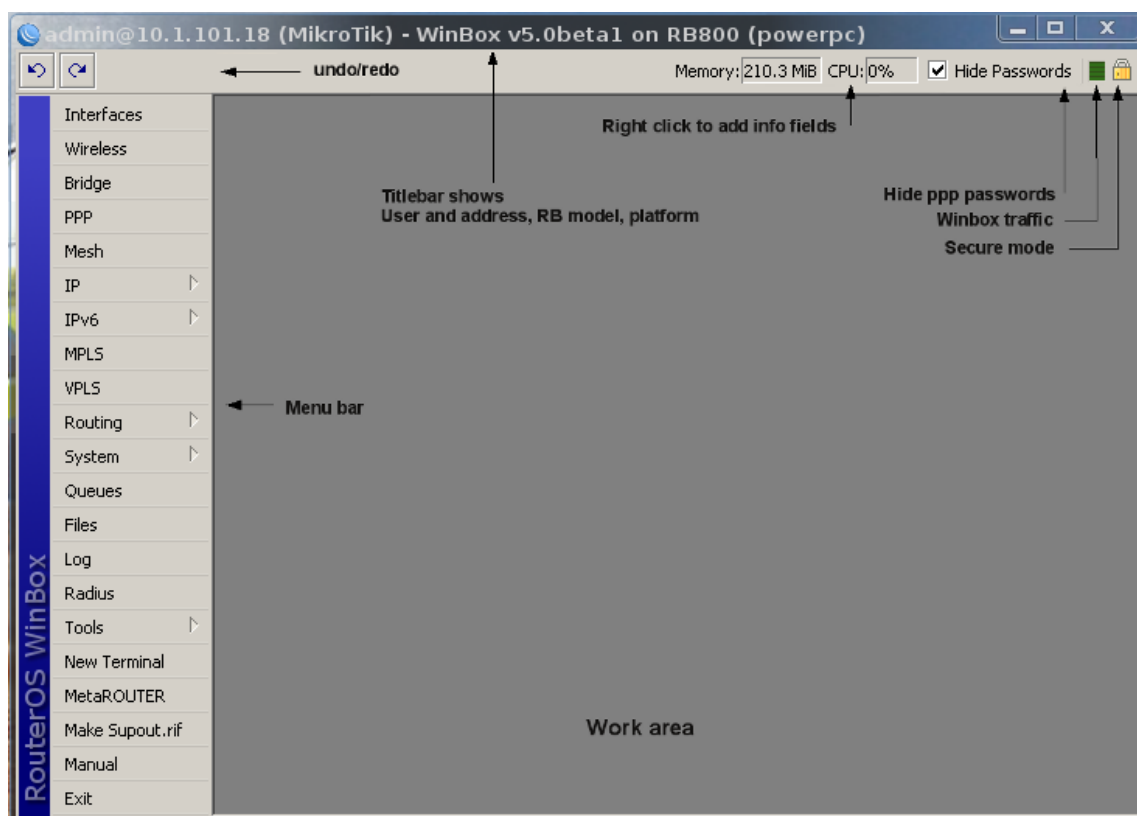 admin@10.1.101.18 (MikroTik) - WinBox v5.0beta1 on RB800 (powerpc)
undo/redo
Memory: 210.3 MiB CPU: 0% Hide Passwords
Right click to add info fields
Titlebar shows
User and address, RB model, platform
Hide ppp passwords
Winbox traffic
Secure mode
Interfaces
Wireless
Bridge
PPP
Mesh
IP
IPv6
MPLS
VPLS
Routing
System
Queues
Files
Log
Radius
Tools
New Terminal
MetaROUTER
Make Supout.rif
Manual
Exit
Menu bar
Work area
RouterOS WinBox